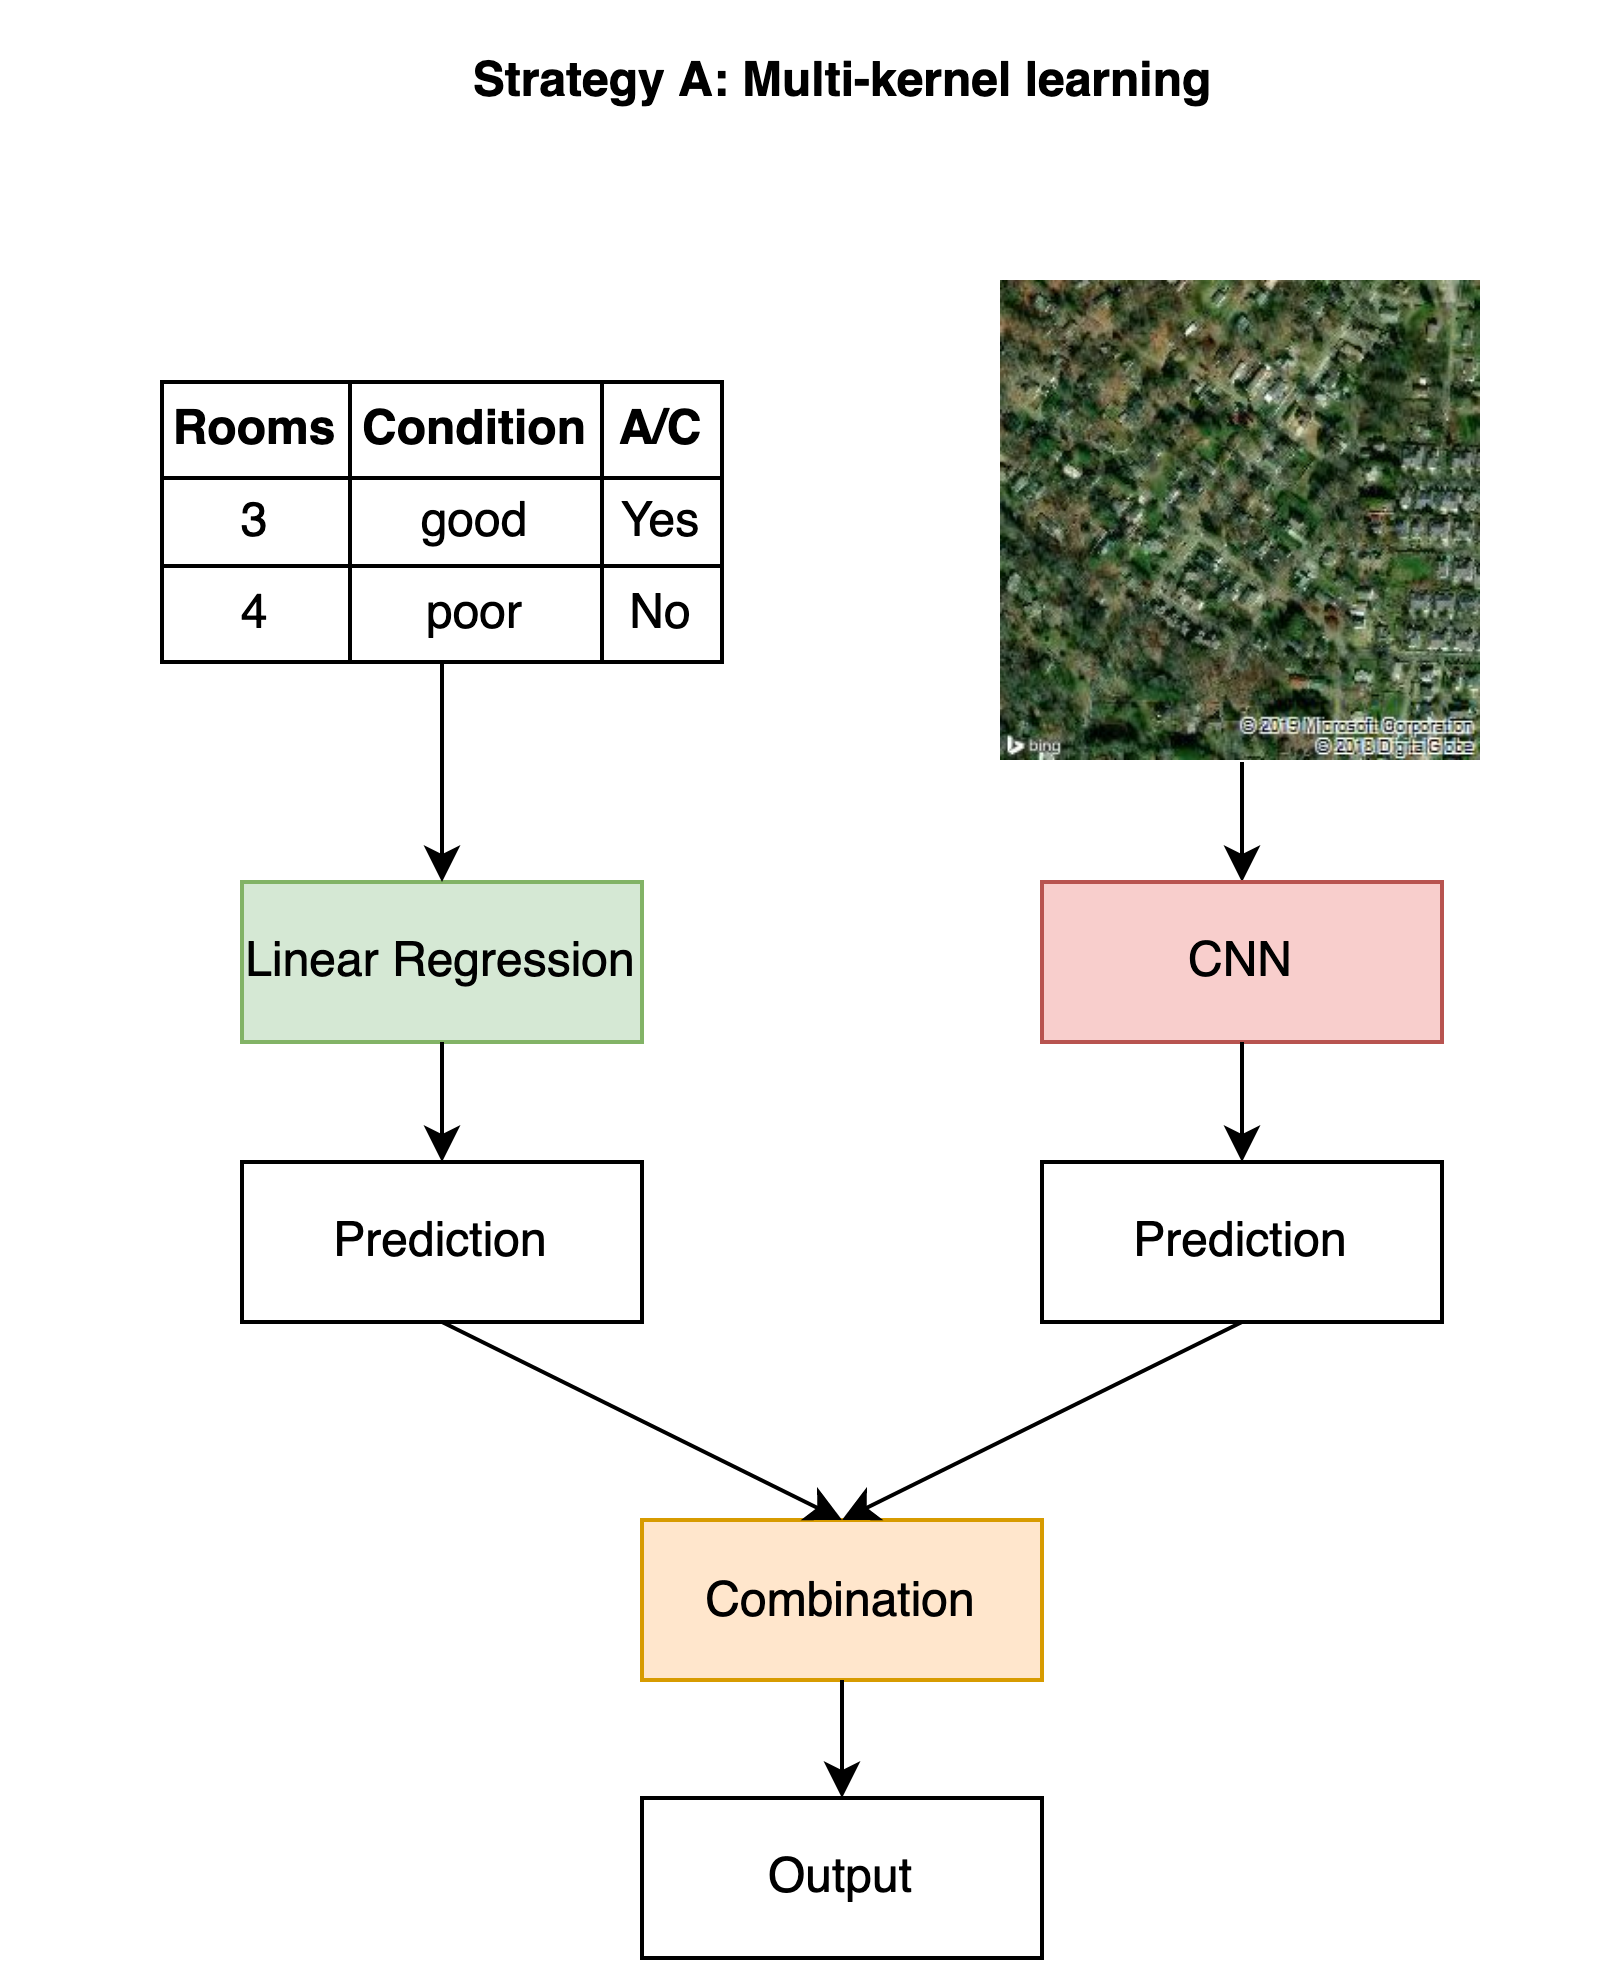 Strategy A: Multi-kernel learning
Rooms Condition A/C
3 good Yes
4 poor No
© 2019 Microsoft Corporation
© 2018 DigitalGlobe
bing
Linear Regression
CNN
Prediction
Prediction
Combination
Output